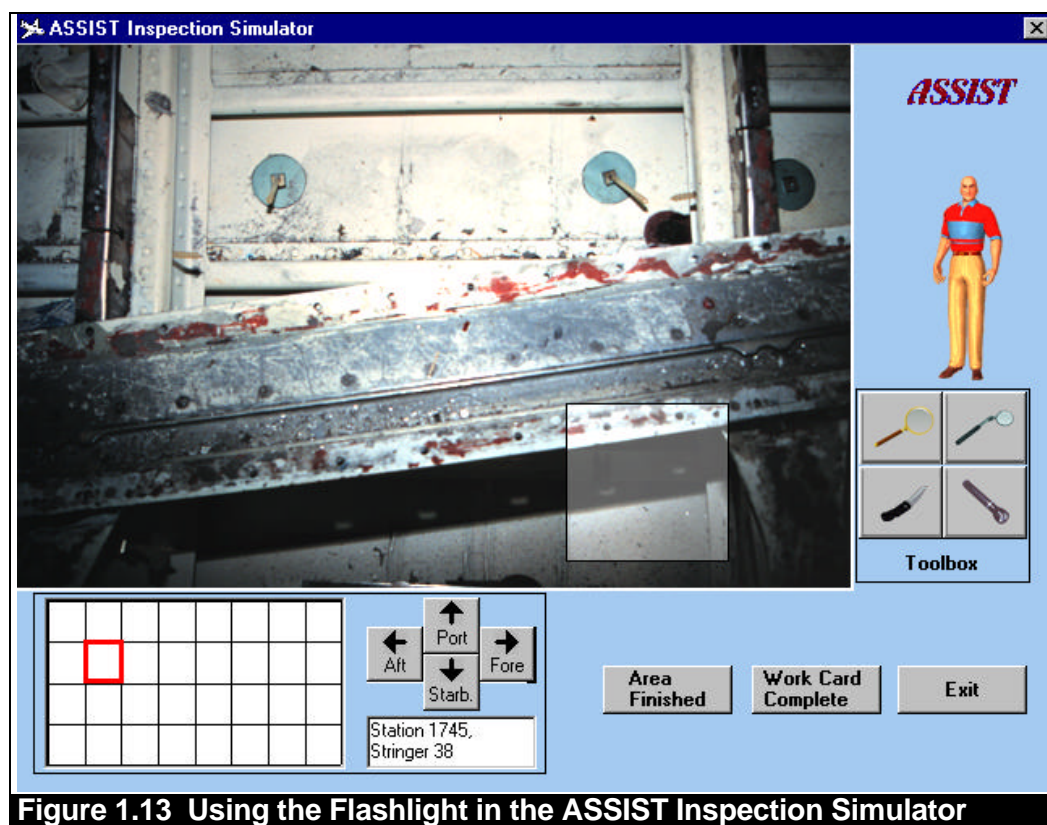 ASSIST Inspection Simulator
ASSIST
Toolbox
Port
Aft
Fore
Starb.
Station 1745,
Stringer 38
Area
Finished
Work Card
Complete
Exit
Figure 1.13 Using the Flashlight in the ASSIST Inspection Simulator